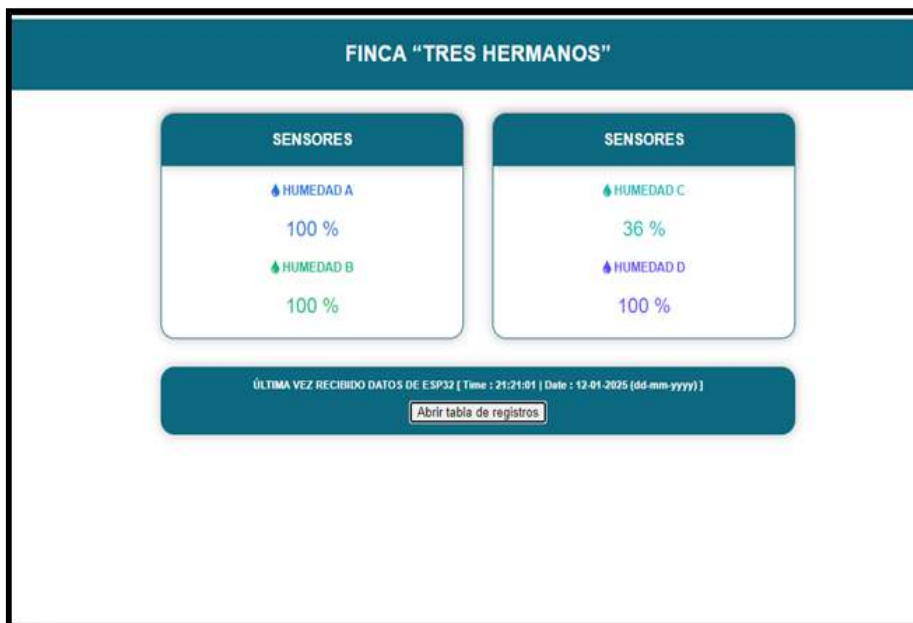 FINCA “TRES HERMANOS”
SENSORES
HUMEDAD A
100 %
HUMEDAD B
100 %
SENSORES
HUMEDAD C
36 %
HUMEDAD D
100 %
ÚLTIMA VEZ RECIBIDO DATOS DE ESP32 [ Time : 21:21:01 | Date : 12-01-2025 (dd-mm-yyyy) ]
Abrir tabla de registros